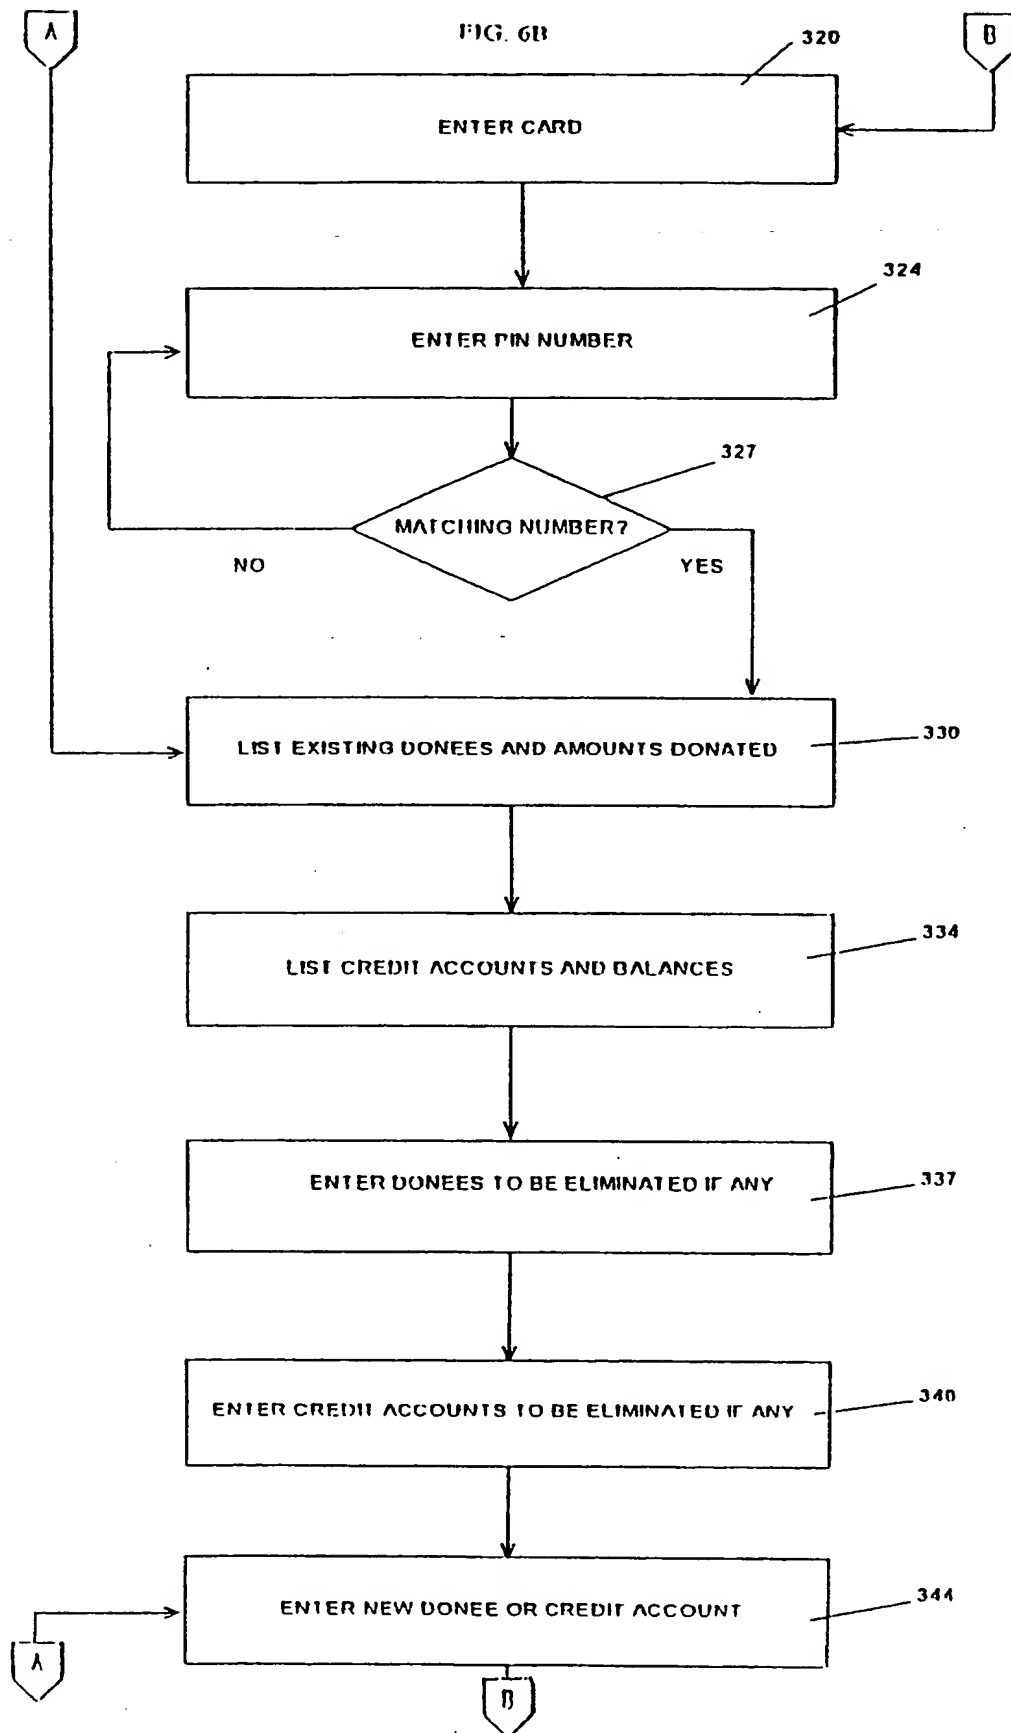 A
FIG. 6B
320
B
ENTER CARD
324
ENTER PIN NUMBER
327
MATCHING NUMBER?
NO
YES
LIST EXISTING DONEES AND AMOUNTS DONATED
330
LIST CREDIT ACCOUNTS AND BALANCES
334
ENTER DONEES TO BE ELIMINATED IF ANY
337
ENTER CREDIT ACCOUNTS TO BE ELIMINATED IF ANY
340
ENTER NEW DONEE OR CREDIT ACCOUNT
344
A
B